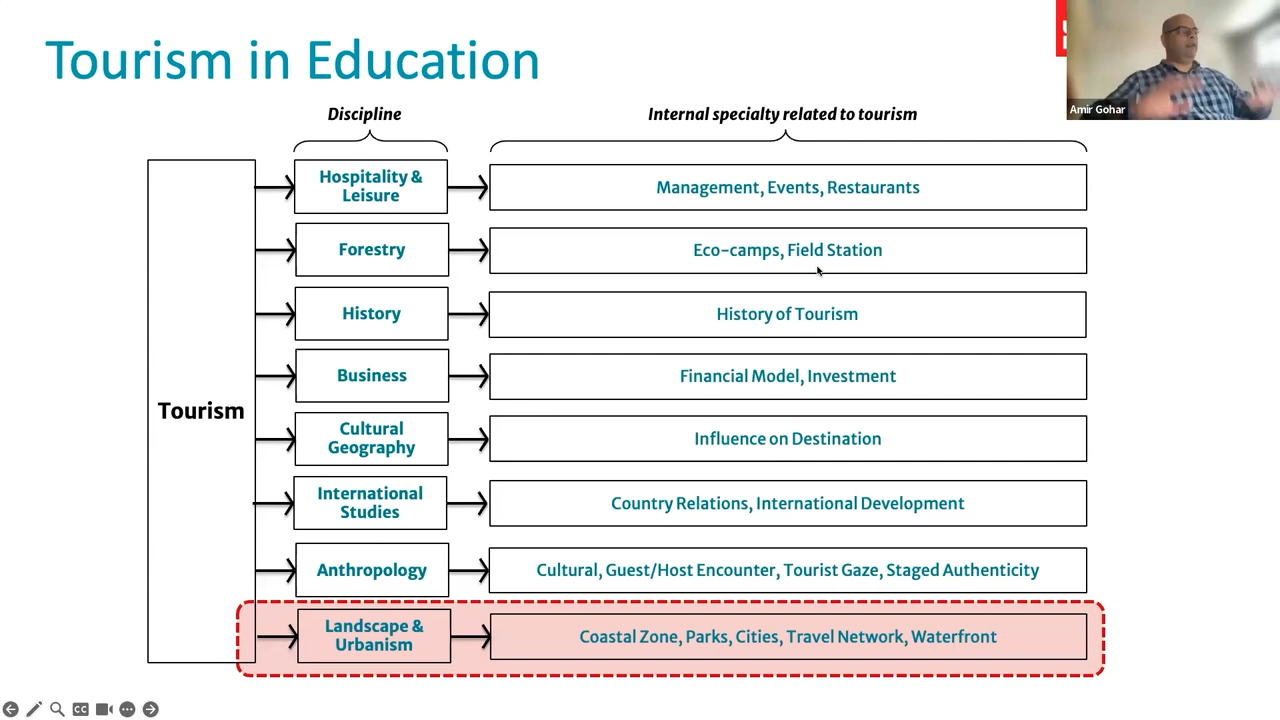 Tourism in Education
Amir Gohar
Discipline
Internal specialty related to tourism
Tourism
Hospitality &
Leisure
Management, Events, Restaurants
Forestry
Eco-camps, Field Station
History
History of Tourism
Business
Financial Model, Investment
Cultural
Geography
Influence on Destination
International
Studies
Country Relations, International Development
Anthropology
Cultural, Guest/Host Encounter, Tourist Gaze, Staged Authenticity
Landscape &
Urbanism
Coastal Zone, Parks, Cities, Travel Network, Waterfront
CC